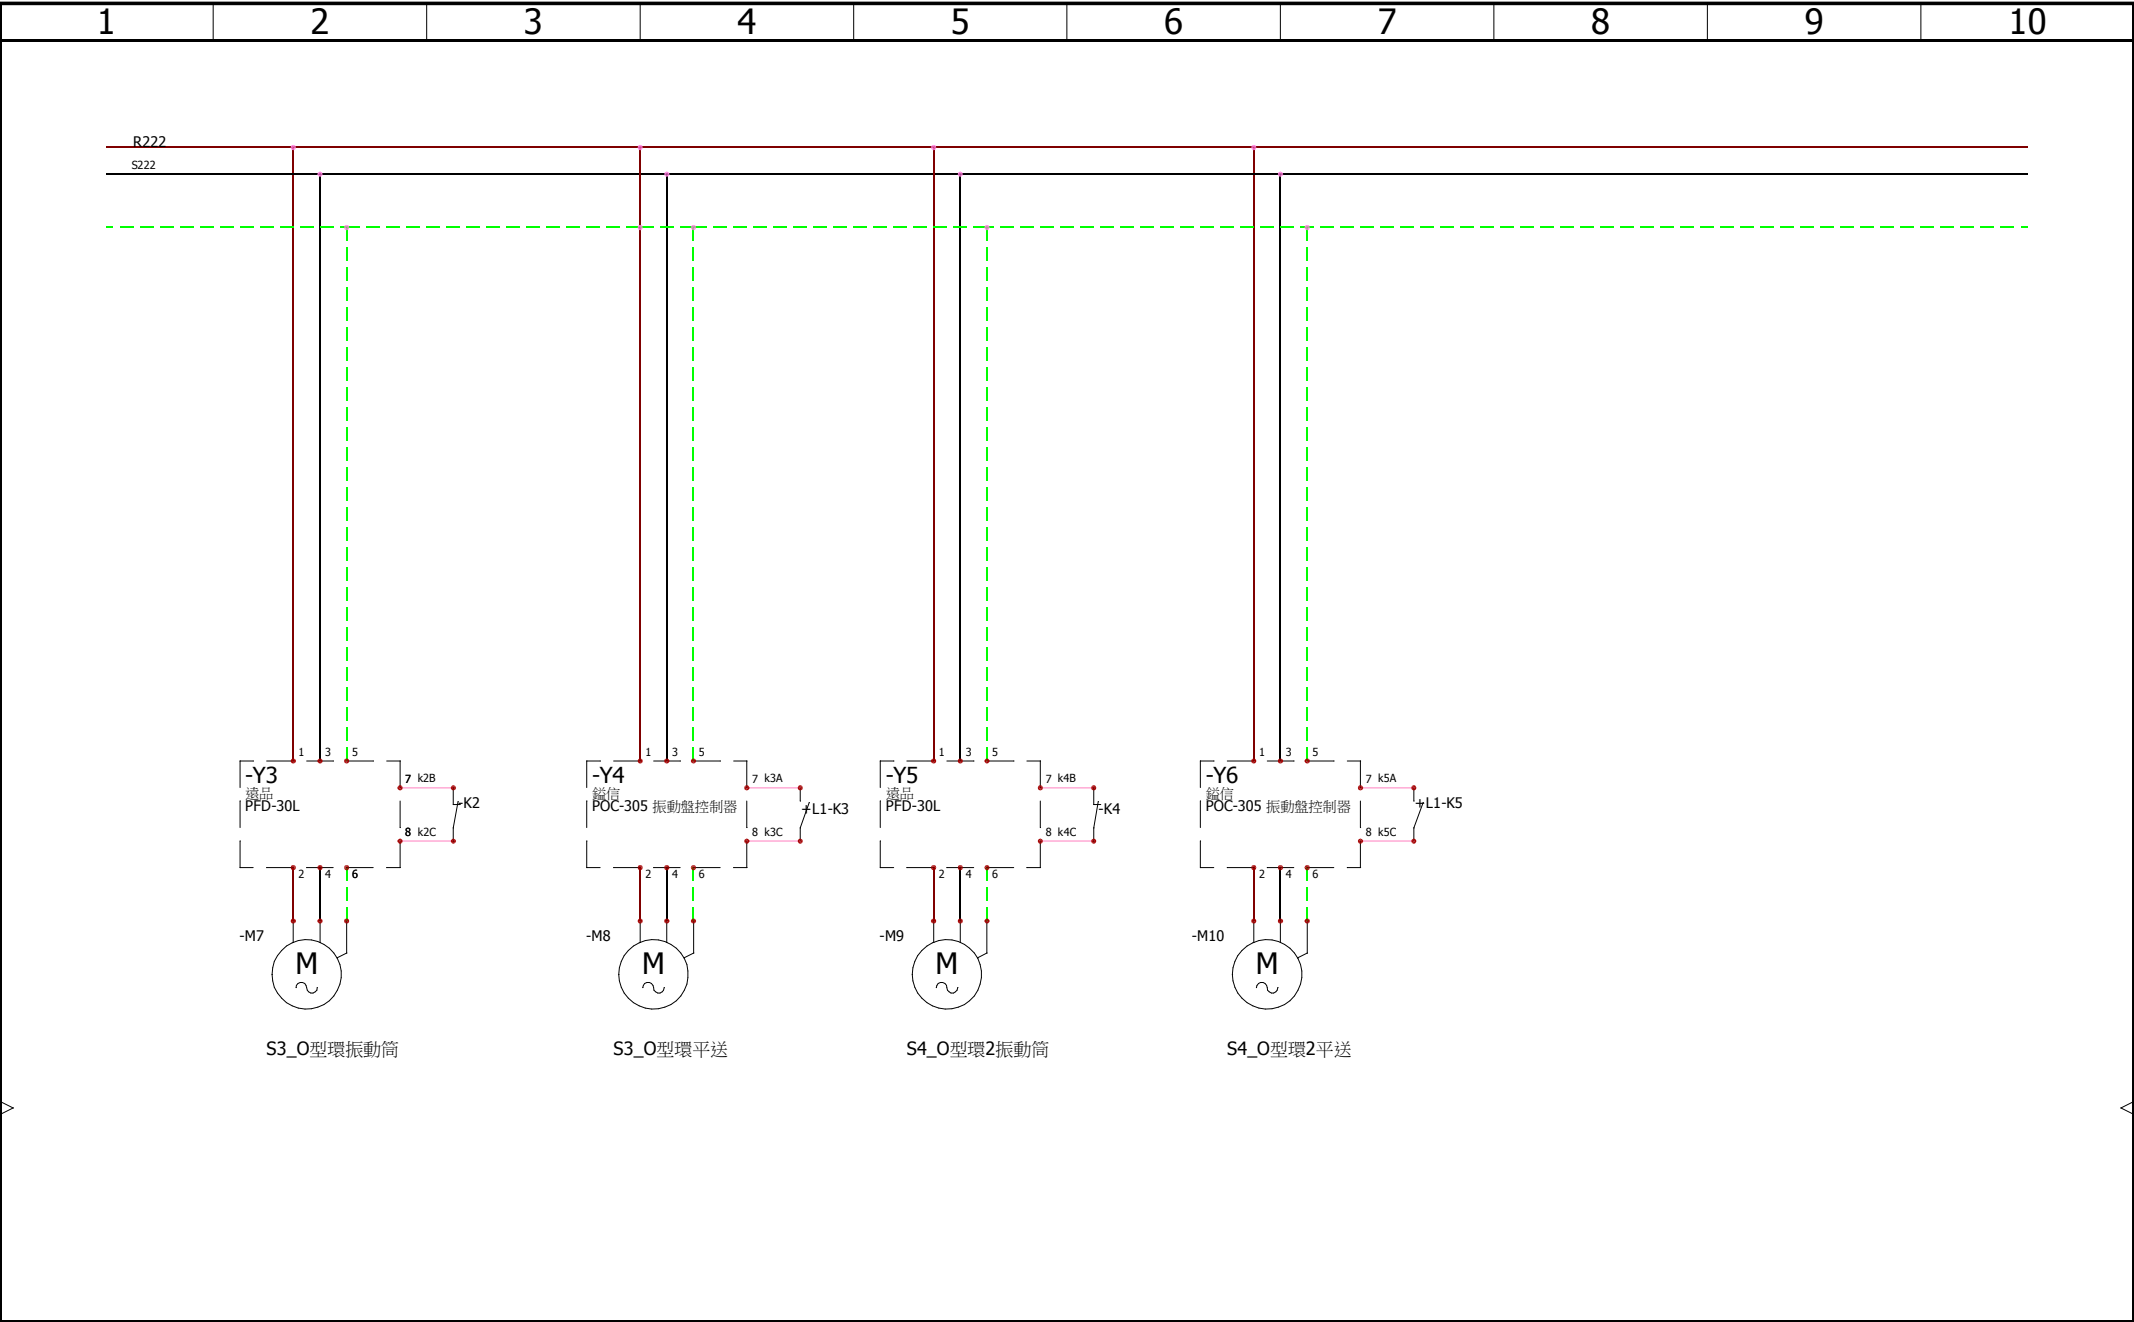 1 2 3 4 5 6 7 8 9 10
R222
S222
1 3 5
1 3 5
1 3 5
1 3 5
-Y3
遠品
PFD-30L
7 k2B
8 k2C
-K2
2 4 6
-Y4
鎰信
POC-305 振動盤控制器
7 k3A
8 k3C
+L1-K3
2 4 6
-Y5
遠品
PFD-30L
7 k4B
8 k4C
-K4
2 4 6
-Y6
鎰信
POC-305 振動盤控制器
7 k5A
8 k5C
+L1-K5
2 4 6
-M7
M
-M8
M
-M9
M
-M10
M
S3_O型環振動筒
S3_O型環平送
S4_O型環2振動筒
S4_O型環2平送